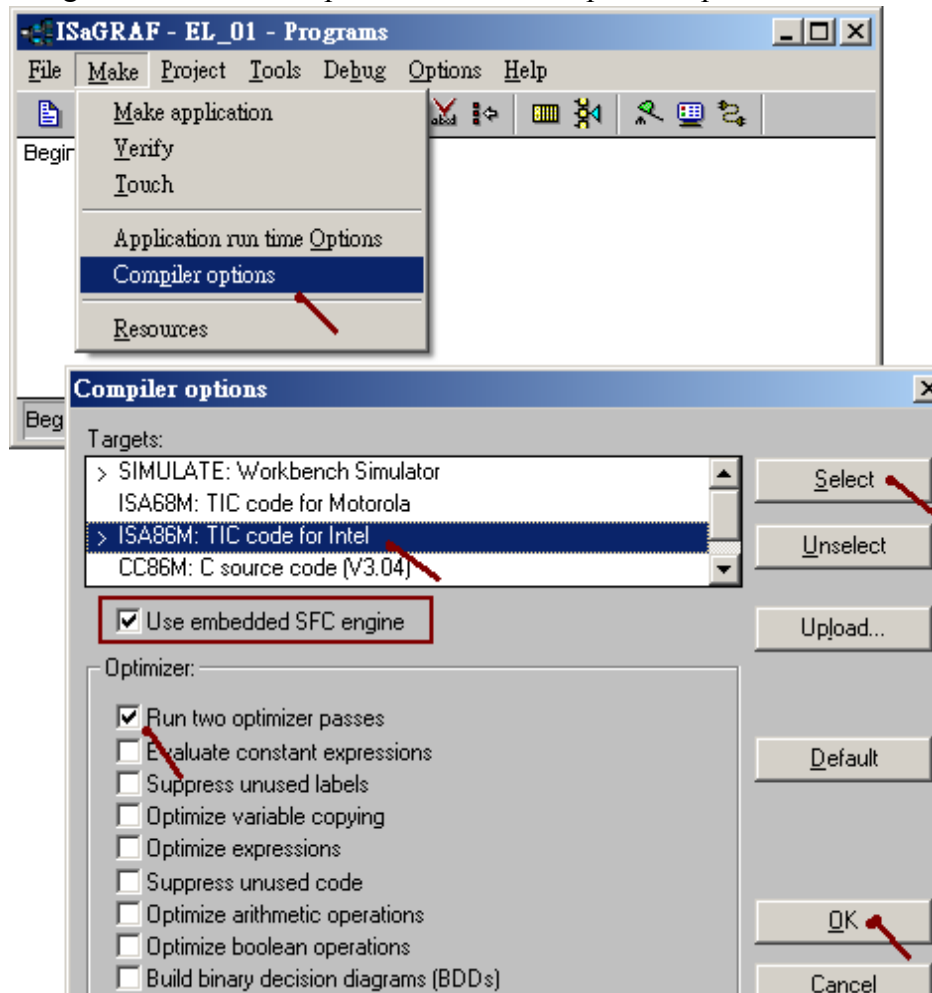 ISaGRAF - EL_01 - Programs
File Make Project Tools Debug Options Help
Make application
Verify
Touch
Application run time Options
Compiler options
Resources
Begin
Compiler options
Beg
Targets:
> SIMULATE: Workbench Simulator
ISA68M: TIC code for Motorola
> ISA86M: TIC code for Intel
CC86M: C source code (V3.04)
Select
Unselect
Use embedded SFC engine
Upload...
Optimizer:
Run two optimizer passes
Evaluate constant expressions
Default
Suppress unused labels
Optimize variable copying
Optimize expressions
Suppress unused code
Optimize arithmetic operations
OK
Optimize boolean operations
Build binary decision diagrams (BDDs)
Cancel